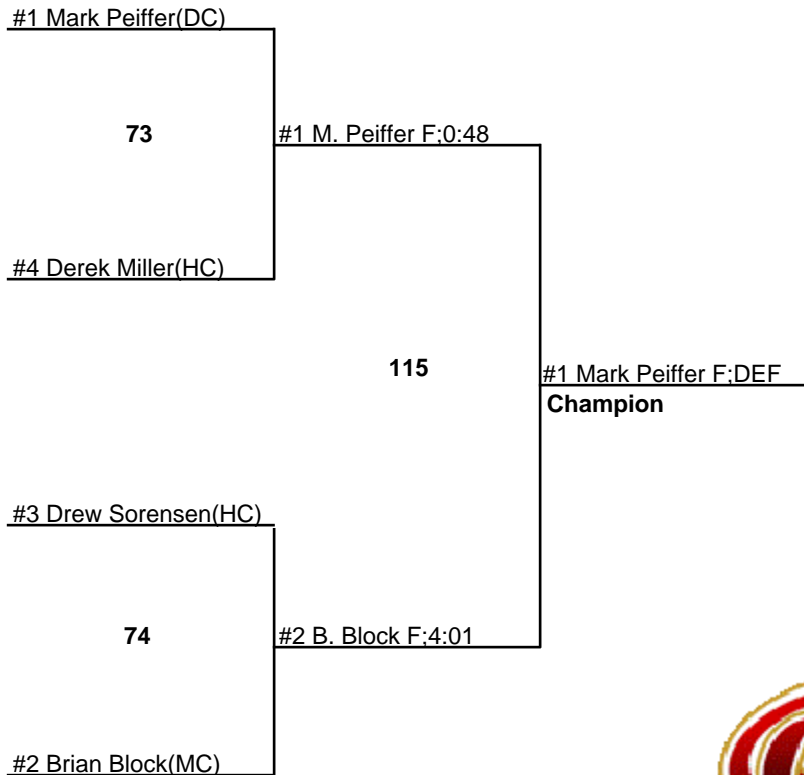 #1 Mark Peiffer(DC)
73
#1 M. Peiffer F;0:48
#4 Derek Miller(HC)
115
#1 Mark Peiffer F;DEF
Champion
#3 Drew Sorensen(HC)
74
#2 B. Block F;4:01
#2 Brian Block(MC)